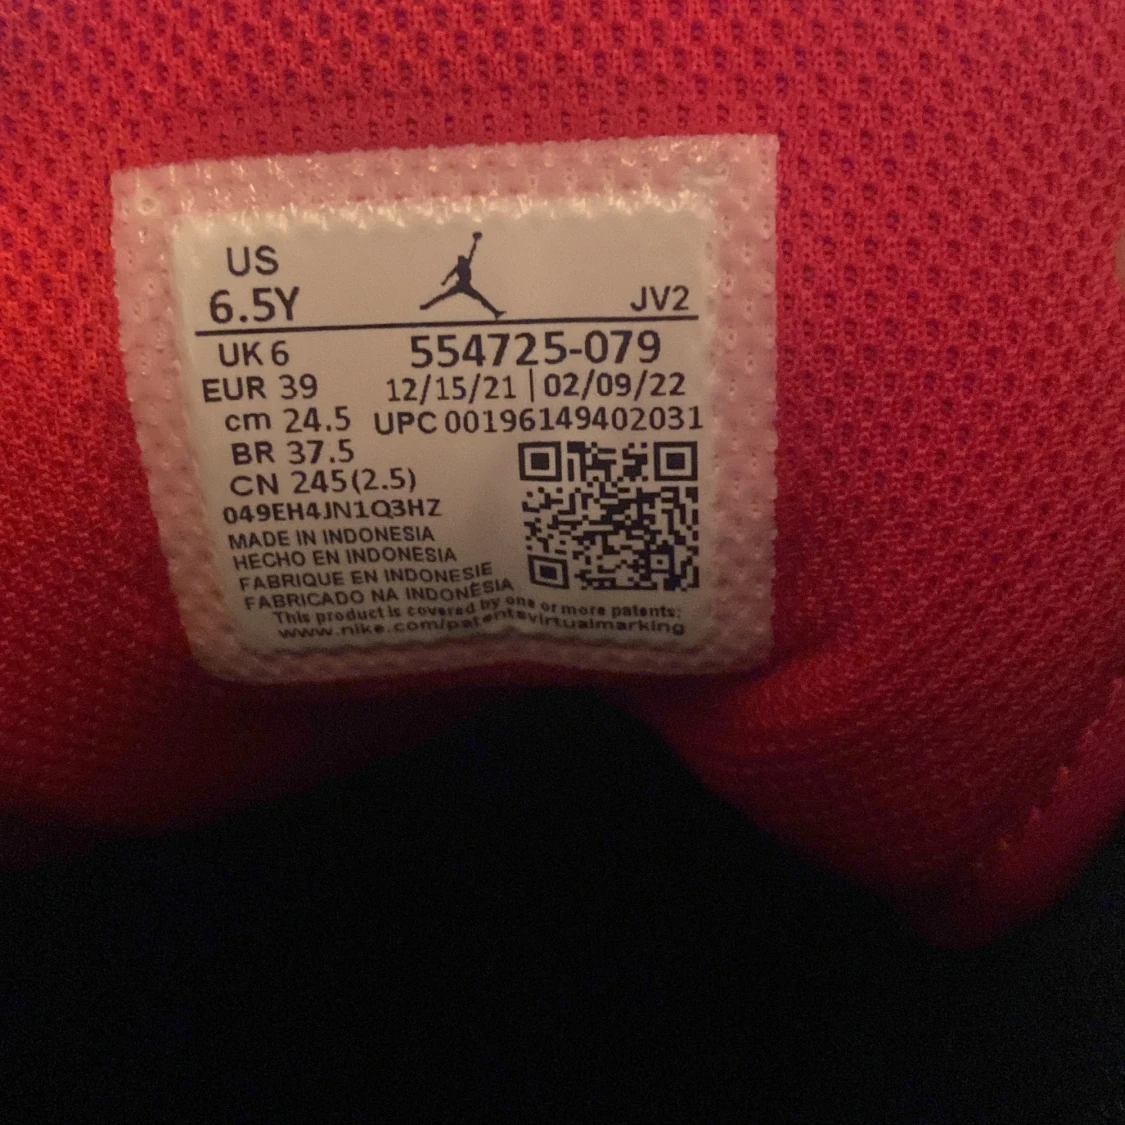 US
6.5Y
JV2
UK 6
554725-079
EUR 39
12/15/21 | 02/09/22
cm 24.5
UPC 00196149402031
BR 37.5
CN 245(2.5)
049EH4JN1Q3HZ
MADE IN INDONESIA
HECHO EN INDONESIA
FABRIQUE EN INDONESIE
FABRICADO NA INDONÉSIA
This product is covered by one or more patents:
www.nike.com/patentsvirtualmarking